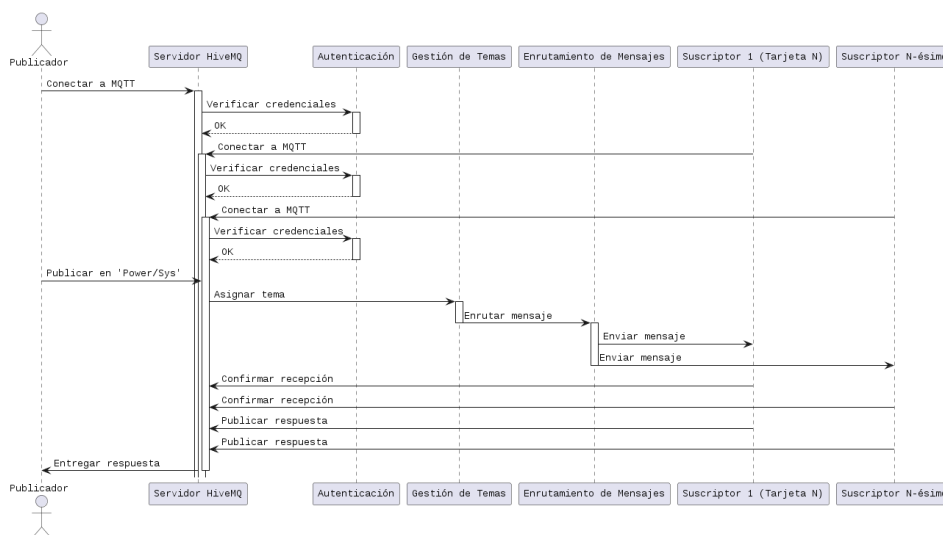 Publicador
Servidor HiveMQ
Autenticación
Gestión de Temas
Enrutamiento de Mensajes
Suscriptor 1 (Tarjeta N)
Suscriptor N-ésimo
Conectar a MQTT
Verificar credenciales
OK
Conectar a MQTT
Verificar credenciales
OK
Conectar a MQTT
Verificar credenciales
OK
Publicar en 'Power/Sys'
Asignar tema
Enrutar mensaje
Enviar mensaje
Enviar mensaje
Confirmar recepción
Confirmar recepción
Publicar respuesta
Publicar respuesta
Entregar respuesta
Publicador
Servidor HiveMQ
Autenticación
Gestión de Temas
Enrutamiento de Mensajes
Suscriptor 1 (Tarjeta N)
Suscriptor N-ésimo